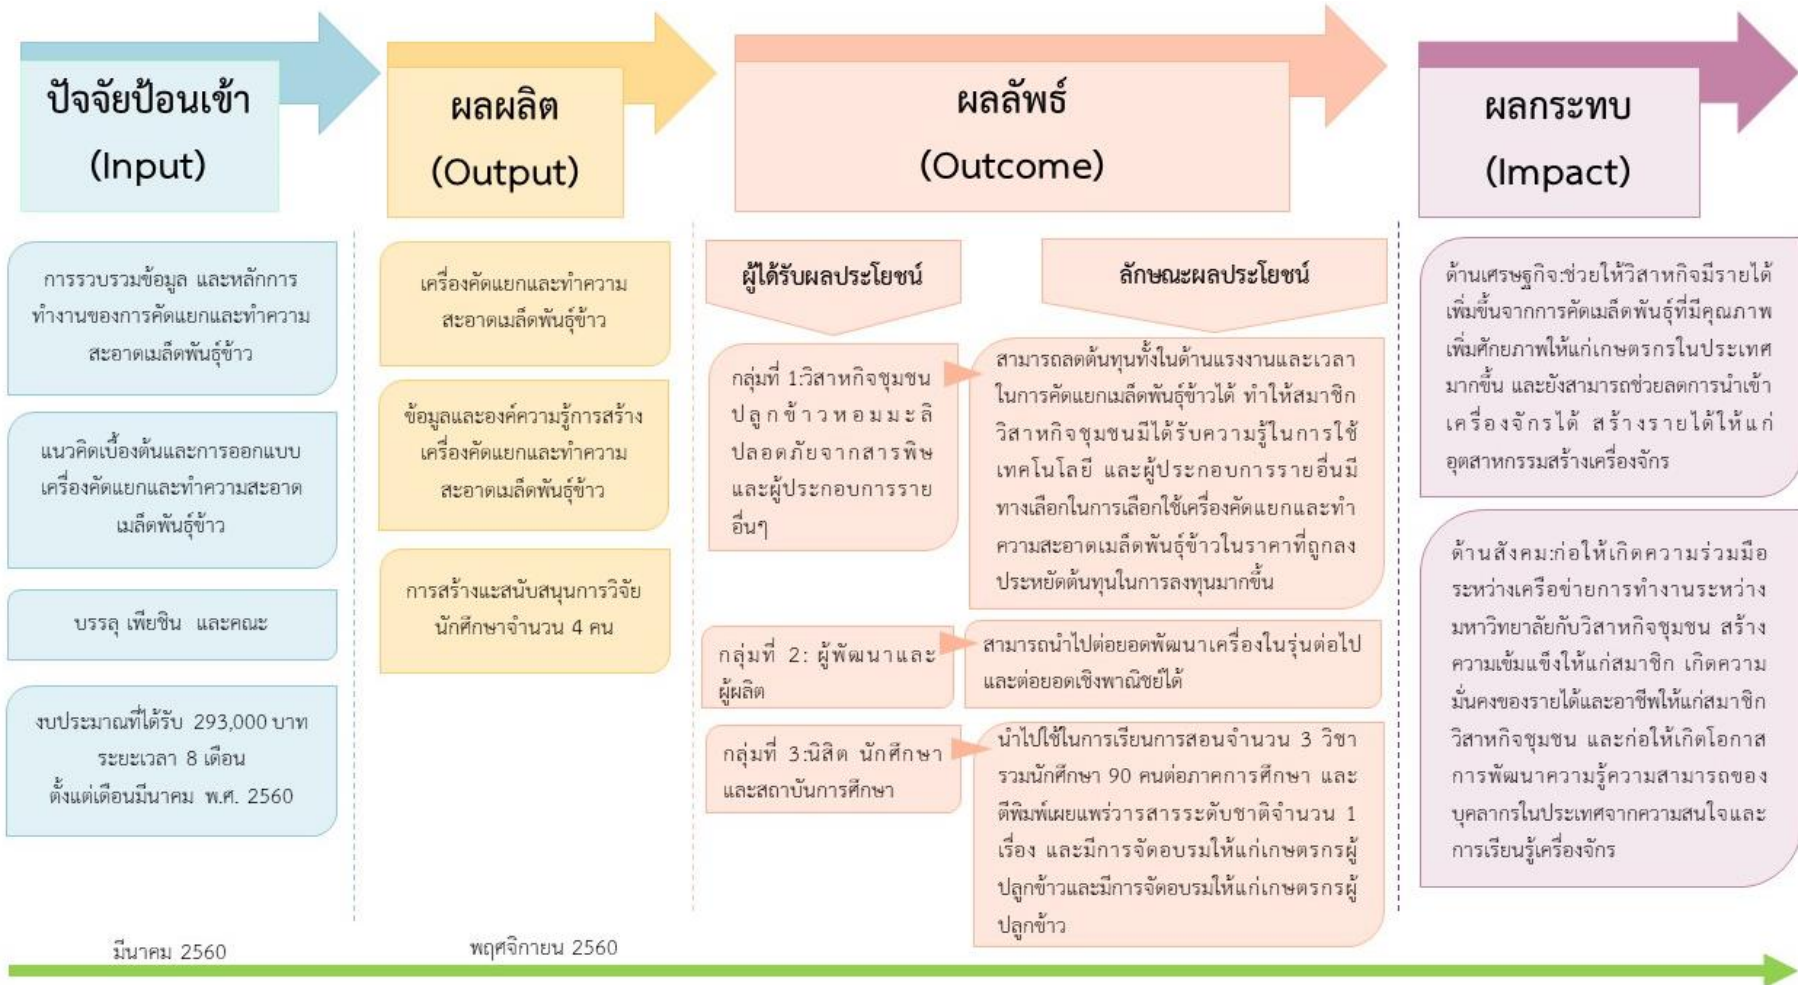 ปัจจัยป้อนเข้า
(Input)
การรวบรวมข้อมูล และหลักการ
ทำงานของการคัดแยกและทำความ
สะอาดเมล็ดพันธุ์ข้าว
แนวคิดเบื้องต้นและการออกแบบ
เครื่องคัดแยกและทำความสะอาด
เมล็ดพันธุ์ข้าว
บรรลุ เพียชิน และคณะ
งบประมาณที่ได้รับ 293,000 บาท
ระยะเวลา 8 เดือน
ตั้งแต่เดือนมีนาคม พ.ศ. 2560
ผลผลิต
(Output)
เครื่องคัดแยกและทำความ
สะอาดเมล็ดพันธุ์ข้าว
ข้อมูลและองค์ความรู้การสร้าง
เครื่องคัดแยกและทำความ
สะอาดเมล็ดพันธุ์ข้าว
การสร้างและสนับสนุนการวิจัย
นักศึกษาจำนวน 4 คน
ผลลัพธ์
(Outcome)
ผู้ได้รับผลประโยชน์
ลักษณะผลประโยชน์
กลุ่มที่ 1:วิสาหกิจชุมชน
ปลูกข้าวหอมมะลิ
ปลอดภัยจากสารพิษ
และผู้ประกอบการราย
อื่นๆ
สามารถลดต้นทุนทั้งในด้านแรงงานและเวลา
ในการคัดแยกเมล็ดพันธุ์ข้าวได้ ทำให้สมาชิก
วิสาหกิจชุมชนมีได้รับความรู้ในการใช้
เทคโนโลยี และผู้ประกอบการรายอื่นมี
ทางเลือกในการเลือกใช้เครื่องคัดแยกและทำ
ความสะอาดเมล็ดพันธุ์ข้าวในราคาที่ถูกลง
ประหยัดต้นทุนในการลงทุนมากขึ้น
กลุ่มที่ 2: ผู้พัฒนาและ
ผู้ผลิต
สามารถนำไปต่อยอดพัฒนาเครื่องในรุ่นต่อไป
และต่อยอดเชิงพาณิชย์ได้
กลุ่มที่ 3:นิสิต นักศึกษา
และสถาบันการศึกษา
นำไปใช้ในการเรียนการสอนจำนวน 3 วิชา
รวมนักศึกษา 90 คนต่อภาคการศึกษา และ
ตีพิมพ์เผยแพร่วารสารระดับชาติจำนวน 1
เรื่อง และมีการจัดอบรมให้แก่เกษตรกรผู้
ปลูกข้าวและมีการจัดอบรมให้แก่เกษตรกรผู้
ปลูกข้าว
ผลกระทบ
(Impact)
ด้านเศรษฐกิจ:ช่วยให้วิสาหกิจมีรายได้
เพิ่มขึ้นจากการคัดเมล็ดพันธุ์ที่มีคุณภาพ
เพิ่มศักยภาพให้แก่เกษตรกรในประเทศ
มากขึ้น และยังสามารถช่วยลดการนำเข้า
เครื่องจักรได้ สร้างรายได้ให้แก่
อุตสาหกรรมสร้างเครื่องจักร
ด้านสังคม:ก่อให้เกิดความร่วมมือ
ระหว่างเครือข่ายการทำงานระหว่าง
มหาวิทยาลัยกับวิสาหกิจชุมชน สร้าง
ความเข้มแข็งให้แก่สมาชิก เกิดความ
มั่นคงของรายได้และอาชีพให้แก่สมาชิก
วิสาหกิจชุมชน และก่อให้เกิดโอกาส
การพัฒนาความรู้ความสามารถของ
บุคลากรในประเทศจากความสนใจและ
การเรียนรู้เครื่องจักร
มีนาคม 2560
พฤศจิกายน 2560